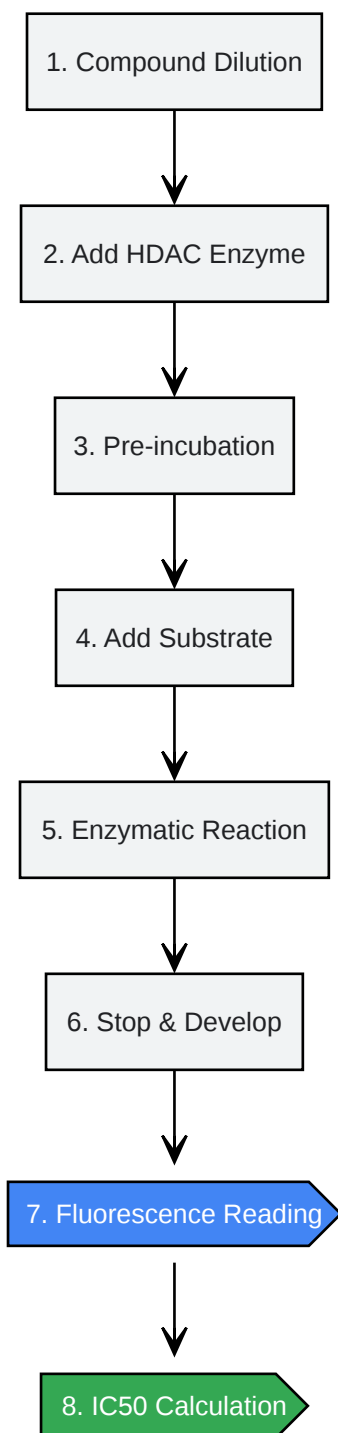 1. Compound Dilution
2. Add HDAC Enzyme
3. Pre-incubation
4. Add Substrate
5. Enzymatic Reaction
6. Stop & Develop
7. Fluorescence Reading
8. IC50 Calculation